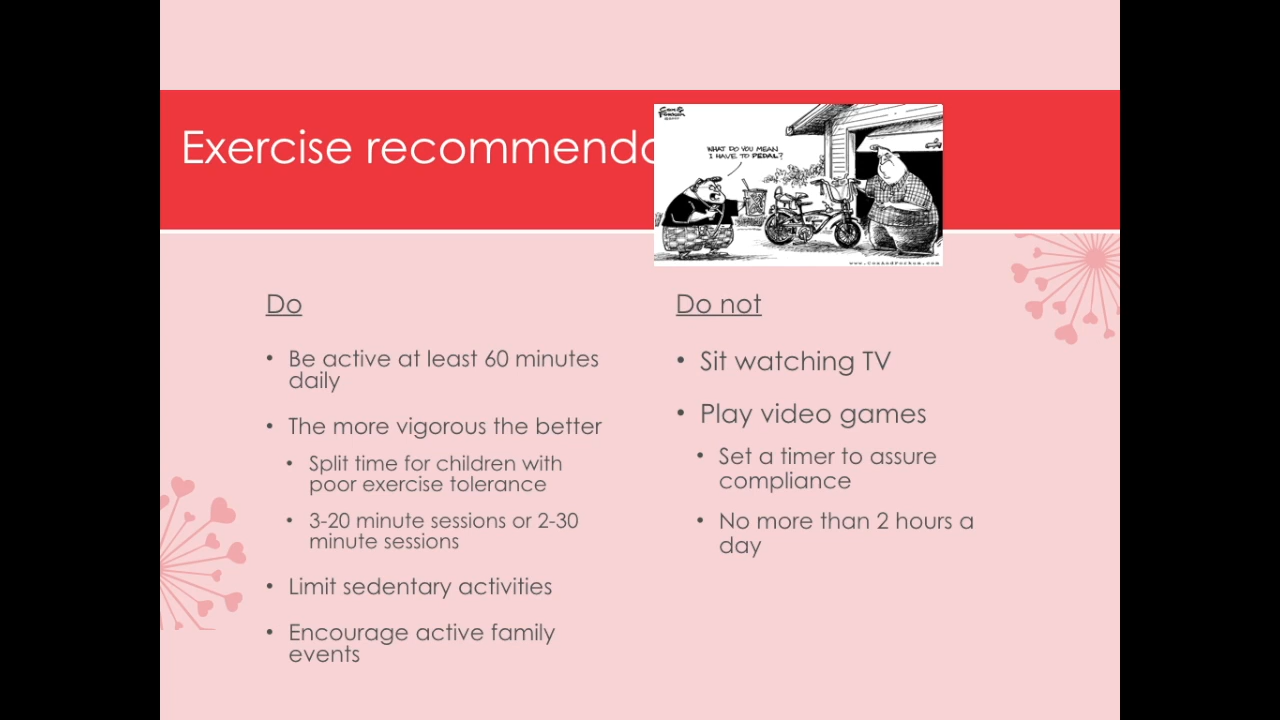 Exercise recommenda
WHAT DO YOU MEAN
I HAVE TO PEDAL?
Do
• Be active at least 60 minutes
daily
• The more vigorous the better
• Split time for children with
poor exercise tolerance
• 3-20 minute sessions or 2-30
minute sessions
• Limit sedentary activities
• Encourage active family
events
Do not
• Sit watching TV
• Play video games
• Set a timer to assure
compliance
• No more than 2 hours a
day